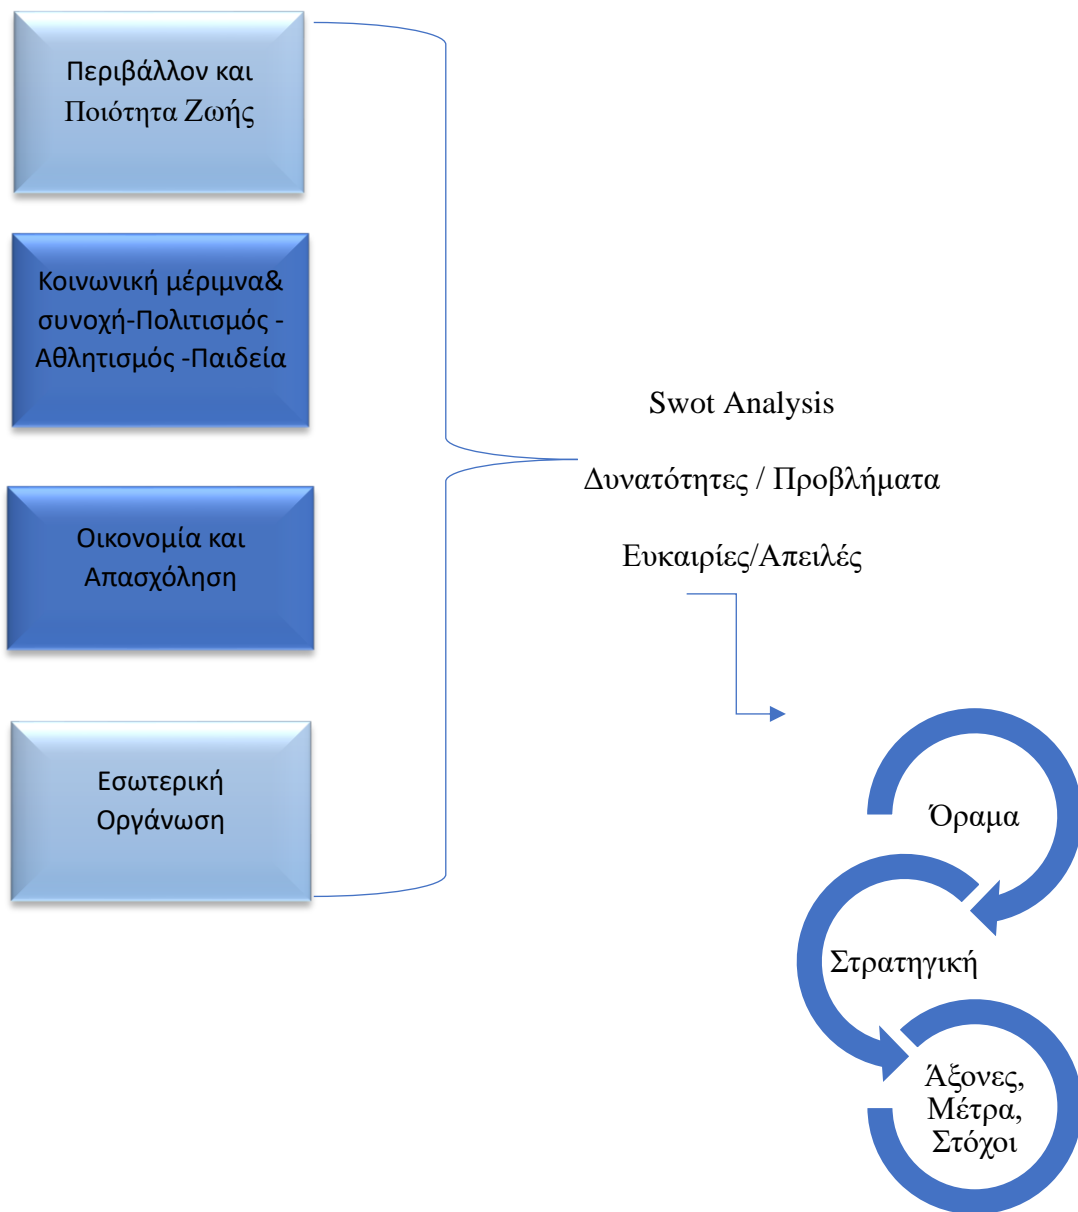 Περιβάλλον και
Ποιότητα Ζωής
Κοινωνική μέριμνα&
συνοχή-Πολιτισμός -
Αθλητισμός -Παιδεία
Οικονομία και
Απασχόληση
Εσωτερική
Οργάνωση
Swot Analysis
Δυνατότητες / Προβλήματα
Ευκαιρίες/Απειλές
Όραμα
Στρατηγική
Άξονες,
Μέτρα,
Στόχοι